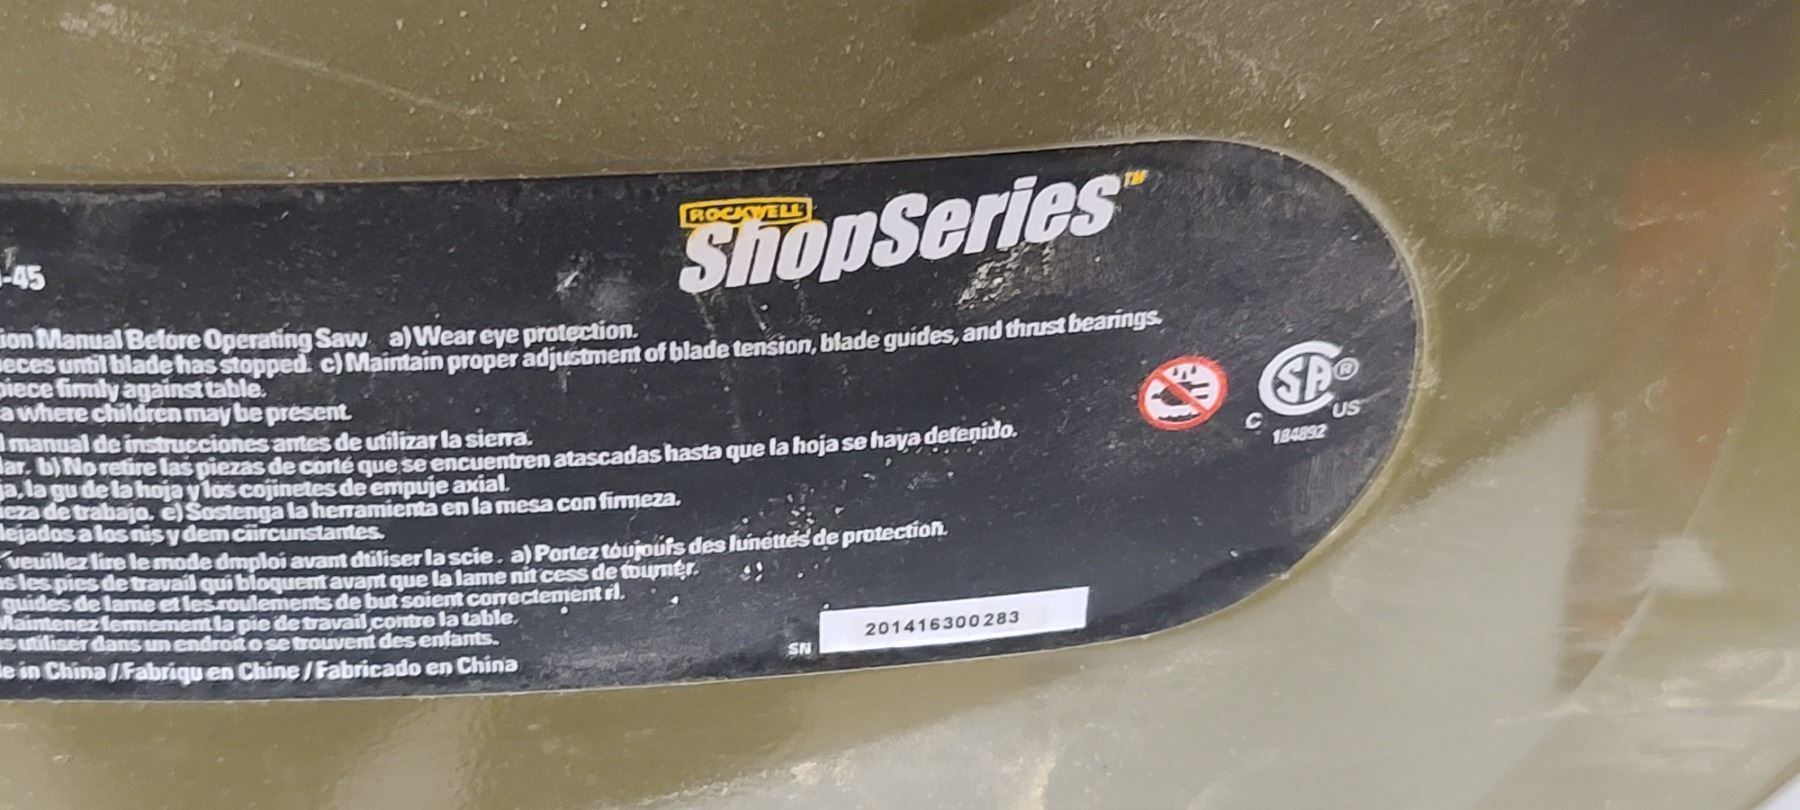 ROCKWELL
ShopSeries™
-45
ion Manual Before Operating Saw a) Wear eye protection.
eces until blade has stopped. c) Maintain proper adjustment of blade tension, blade guides, and thrust bearings.
piece firmly against table.
a where children may be present.
l manual de instrucciones antes de utilizar la sierra.
lar. b) No retire las piezas de corté que se encuentren atascadas hasta que la hoja se haya detenido.
ja, la gu de la hoja y los cojinetes de empuje axial.
ieza de trabajo. e) Sostenga la herramienta en la mesa con firmeza.
lejados a los nis y dem ciircunstantes.
veuillez lire le mode dmploi avant dtiliser la scie. a) Portez toujoufs des lunéttés de protection.
s les pies de travail qui bloquent avant que la lame nit cess de tourner.
guides de lame et les roulements de but soient correctement rl.
Maintenez fermement la pie de travail contre la table.
s utiliser dans un endroit o se trouvent des enfants.
e in China / Fabriqu en Chine / Fabricado en China
SN 201416300283
C SA® US
184892